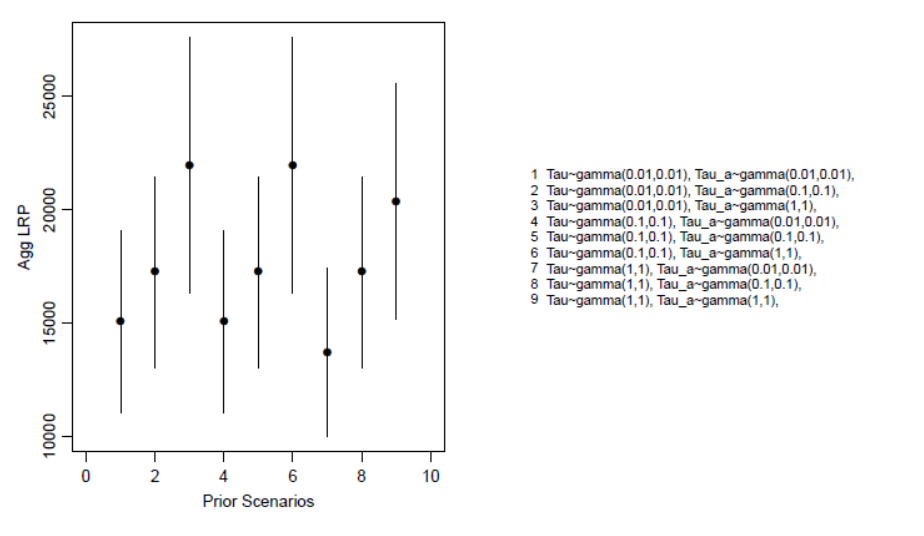 25000
20000
15000
10000
Agg LRP
0 2 4 6 8 10
Prior Scenarios
1 Tau~gamma(0.01,0.01), Tau_a~gamma(0.01,0.01),
2 Tau~gamma(0.01,0.01), Tau_a~gamma(0.1,0.1),
3 Tau~gamma(0.01,0.01), Tau_a~gamma(1,1),
4 Tau~gamma(0.1,0.1), Tau_a~gamma(0.01,0.01),
5 Tau~gamma(0.1,0.1), Tau_a~gamma(0.1,0.1),
6 Tau~gamma(0.1,0.1), Tau_a~gamma(1,1),
7 Tau~gamma(1,1), Tau_a~gamma(0.01,0.01),
8 Tau~gamma(1,1), Tau_a~gamma(0.1,0.1),
9 Tau~gamma(1,1), Tau_a~gamma(1,1),